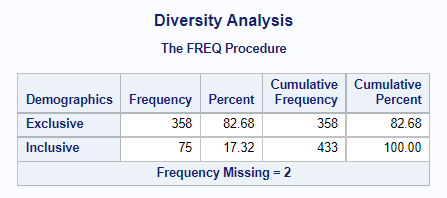 Diversity Analysis
The FREQ Procedure
Demographics Frequency Percent Cumulative Frequency Cumulative Percent
Exclusive 358 82.68 358 82.68
Inclusive 75 17.32 433 100.00
Frequency Missing = 2